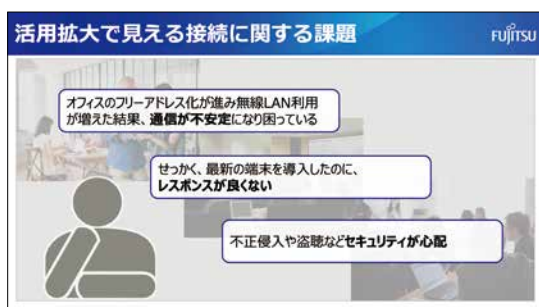 活用拡大で見える接続に関する課題
FUJITSU
オフィスのフリーアドレス化が進み無線LAN利用
が増えた結果、通信が不安定になり困っている
せっかく、最新の端末を導入したのに、
レスポンスが良くない
不正侵入や盗聴などセキュリティが心配